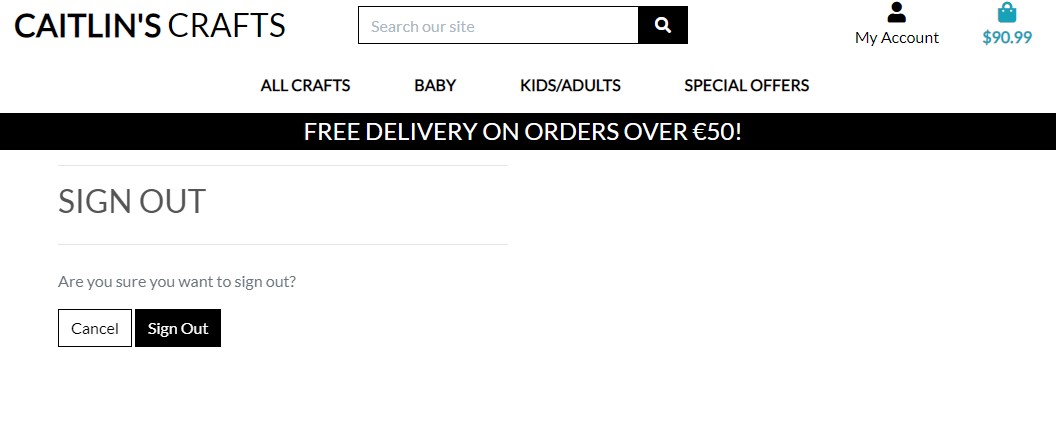 CAITLIN'S CRAFTS
Search our site
My Account
$90.99
ALL CRAFTS BABY KIDS/ADULTS SPECIAL OFFERS
FREE DELIVERY ON ORDERS OVER €50!
SIGN OUT
Are you sure you want to sign out?
Cancel Sign Out